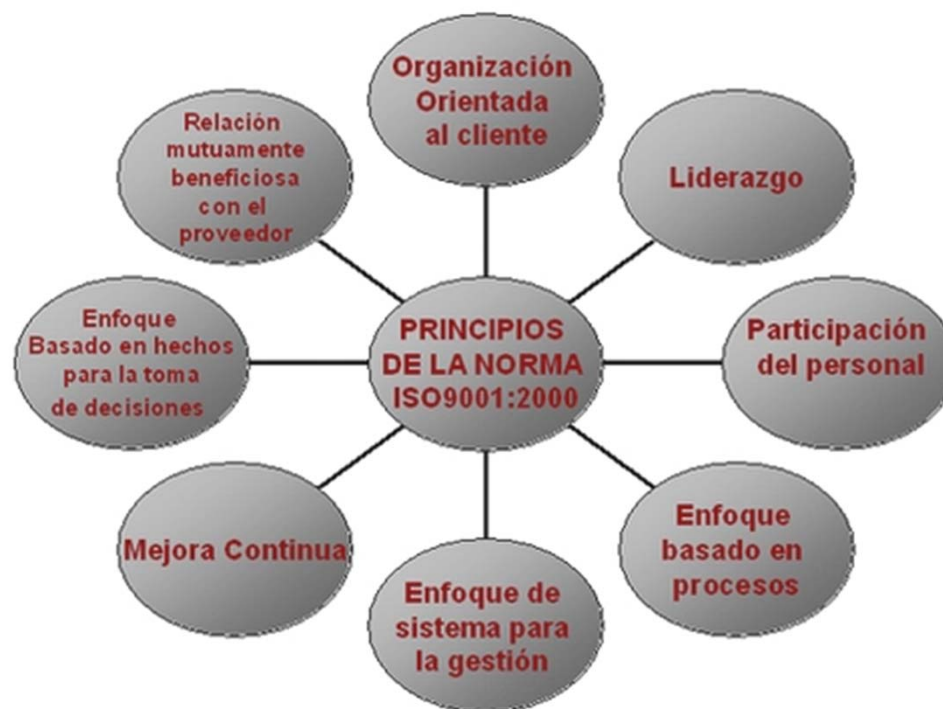 Organización
Orientada
al cliente
Relación
mutuamente
beneficiosa
con el
proveedor
Liderazgo
Enfoque
Basado en hechos
para la toma
de decisiones
PRINCIPIOS
DE LA NORMA
ISO9001:2000
Participación
del personal
Mejora Continua
Enfoque
basado en
procesos
Enfoque de
sistema para
la gestión